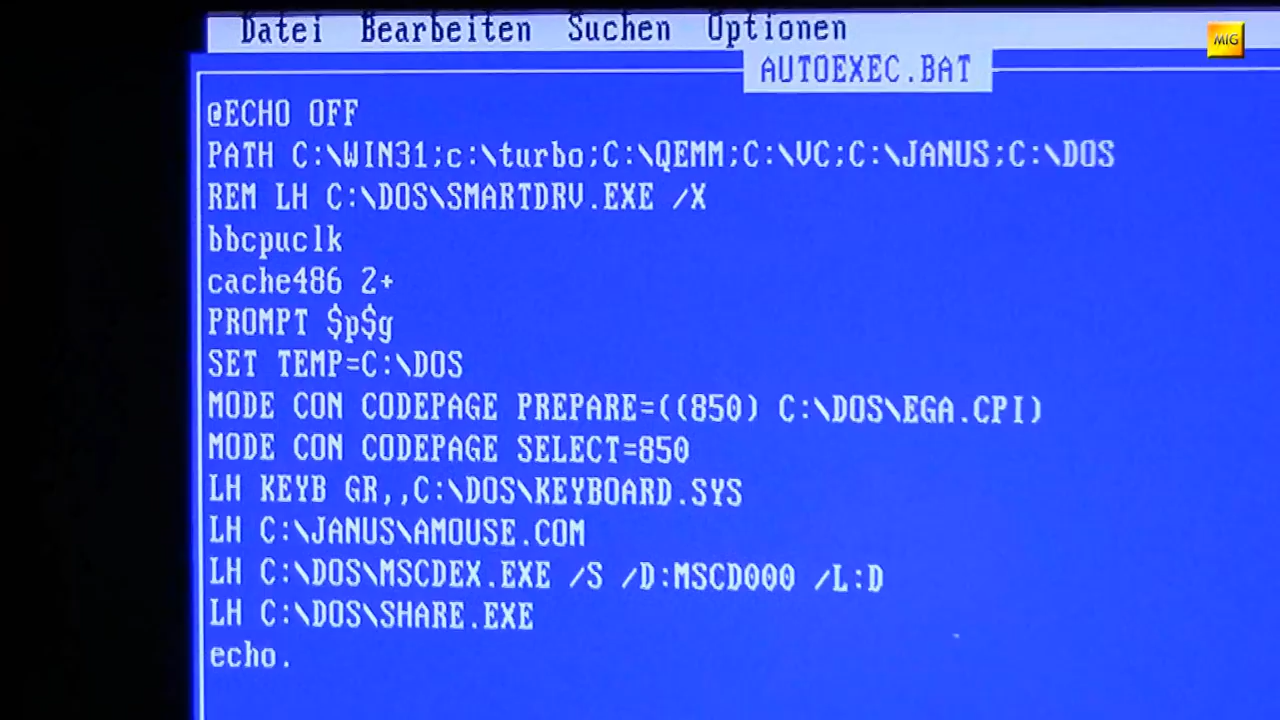 Datei Bearbeiten Suchen Optionen
MIG
AUTOEXEC.BAT
@ECHO OFF
PATH C:\WIN31;c:\turbo;C:\QEMM;C:\VC;C:\JANUS;C:\DOS
REM LH C:\DOS\SMARTDRV.EXE /X
bbcpuclk
cache486 2+
PROMPT $p$g
SET TEMP=C:\DOS
MODE CON CODEPAGE PREPARE=((850) C:\DOS\EGA.CPI)
MODE CON CODEPAGE SELECT=850
LH KEYB GR,,C:\DOS\KEYBOARD.SYS
LH C:\JANUS\AMOUSE.COM
LH C:\DOS\MSCDEX.EXE /S /D:MSCD000 /L:D
LH C:\DOS\SHARE.EXE
echo.